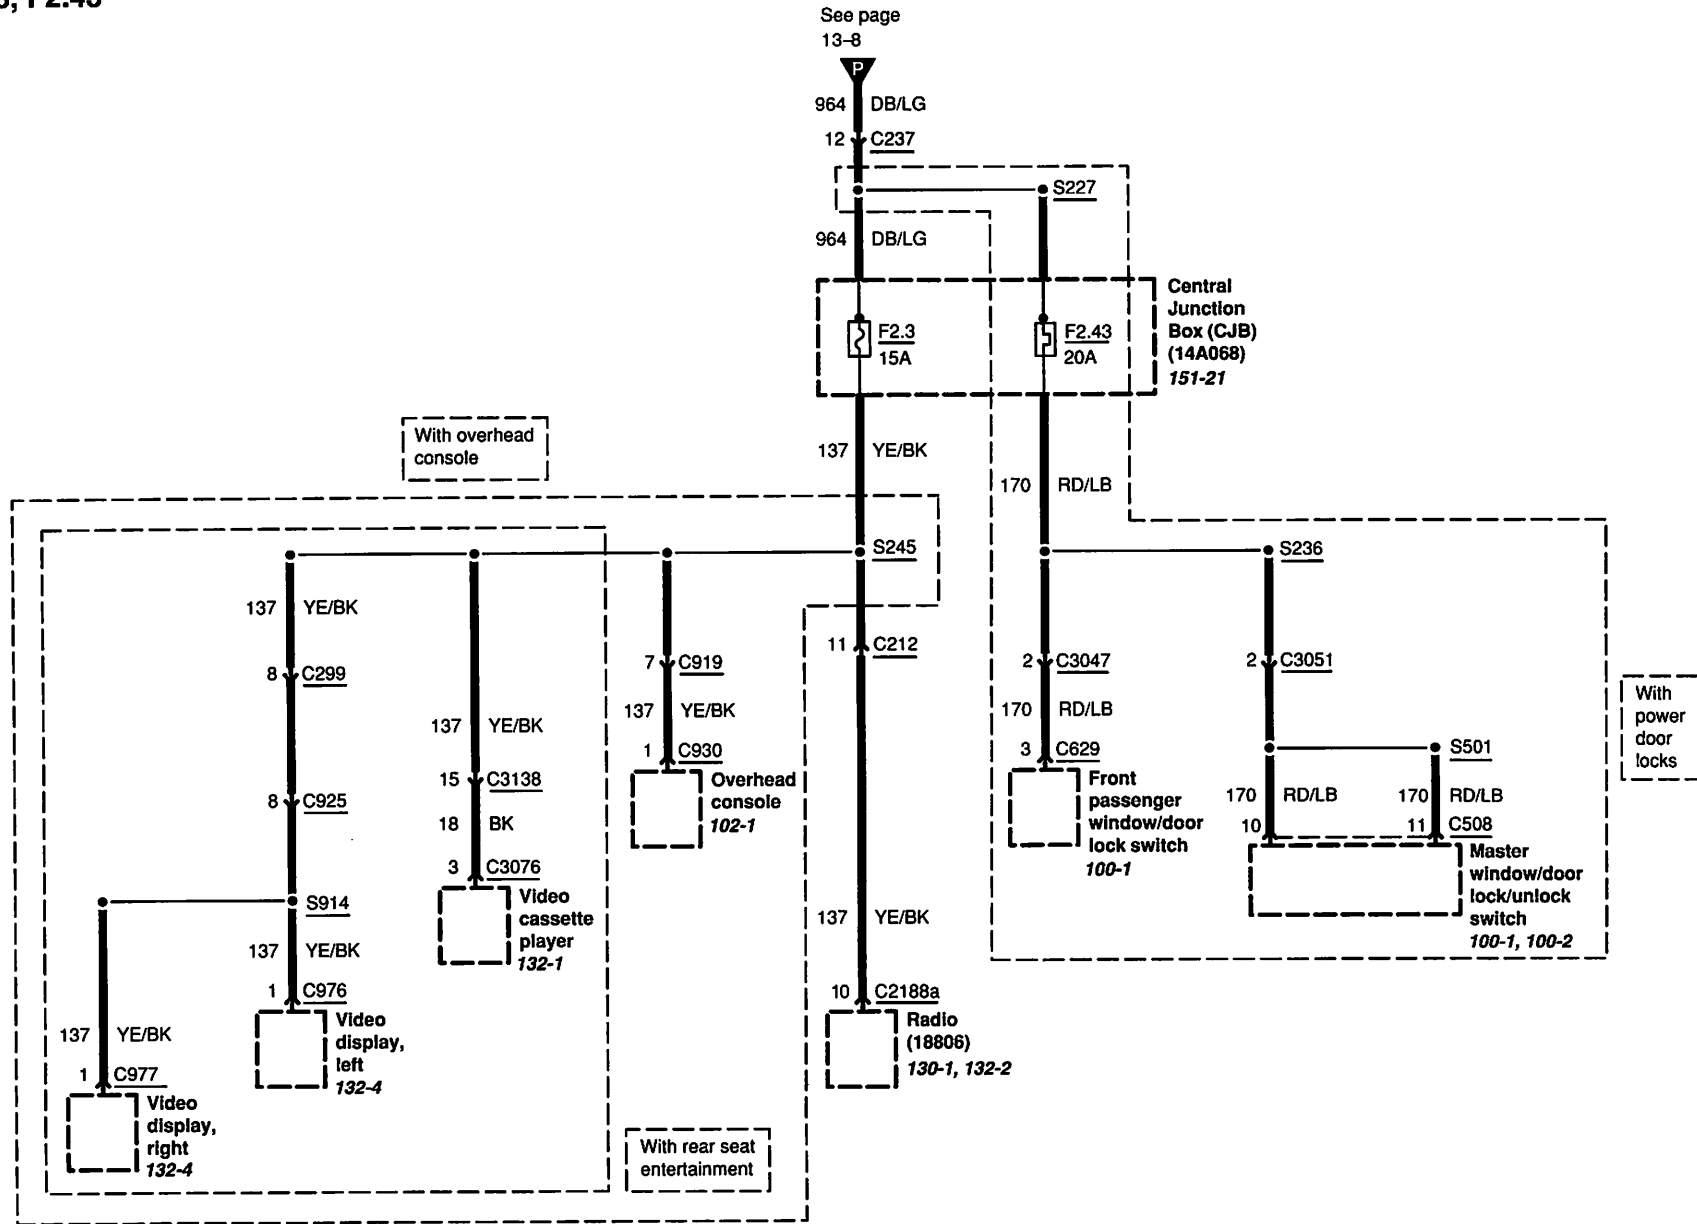 F2.43
See page
13–8
P
964 DB/LG
12 C237
S227
964 DB/LG
Central
Junction
Box (CJB)
(14A068)
151-21
F2.3
15A
F2.43
20A
With overhead
console
137 YE/BK
170 RD/LB
S245
S236
137 YE/BK
11 C212
8 C299
7 C919
2 C3047
2 C3051
With
power
door
locks
137 YE/BK
137 YE/BK
170 RD/LB
1 C930
3 C629
S501
Overhead
console
102-1
Front
passenger
window/door
lock switch
100-1
15 C3138
8 C925
18 BK
170 RD/LB
170 RD/LB
10
11 C508
Master
window/door
lock/unlock
switch
100-1, 100-2
3 C3076
Video
cassette
player
132-1
S914
137 YE/BK
137 YE/BK
1 C976
10 C2188a
Video
display,
left
132-4
Radio
(18806)
130-1, 132-2
137 YE/BK
1 C977
Video
display,
right
132-4
With rear seat
entertainment